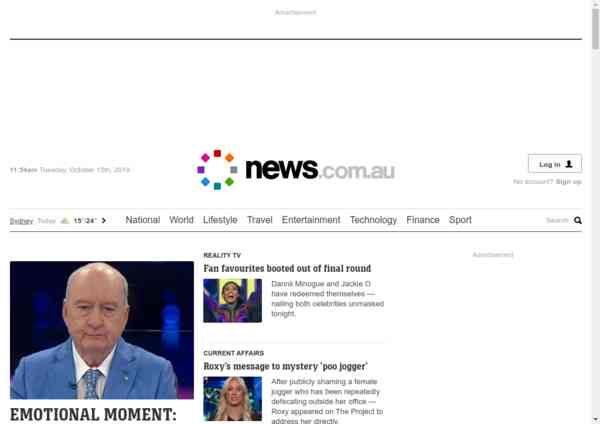 Advertisement
11:54am Tuesday, October 15th, 2019
news.com.au
Log in
No account? Sign up
Sydney Today 15°/24°
National World Lifestyle Travel Entertainment Technology Finance Sport
Search
REALITY TV
Fan favourites booted out of final round
Dannii Minogue and Jackie O
have redeemed themselves —
nailing both celebrities unmasked
tonight.
Advertisement
CURRENT AFFAIRS
Roxy's message to mystery 'poo jogger'
After publicly shaming a female
jogger who has been repeatedly
defecating outside her office —
Roxy appeared on The Project to
address her directly.
EMOTIONAL MOMENT: